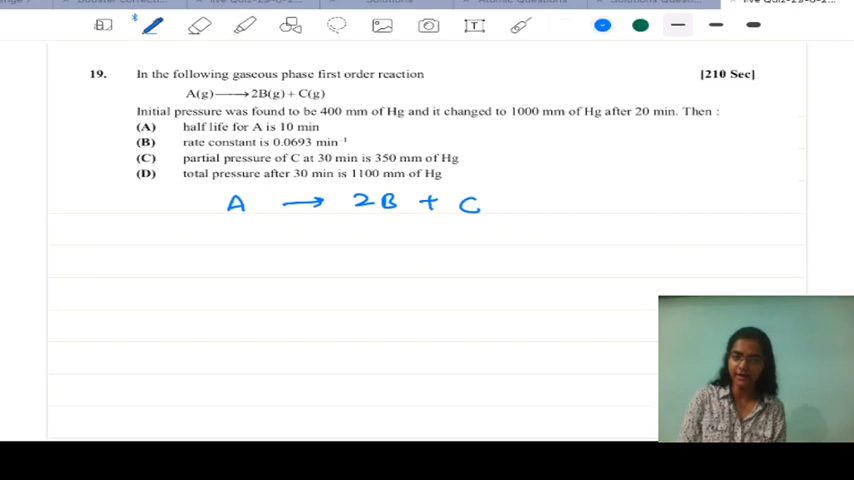 Solutions
19. In the following gaseous phase first order reaction [210 Sec]
A(g)⟶2B(g)+C(g)
Initial pressure was found to be 400 mm of Hg and it changed to 1000 mm of Hg after 20 min. Then :
(A) half life for A is 10 min
(B) rate constant is 0.0693 min⁻¹
(C) partial pressure of C at 30 min is 350 mm of Hg
(D) total pressure after 30 min is 1100 mm of Hg
A → 2B + C